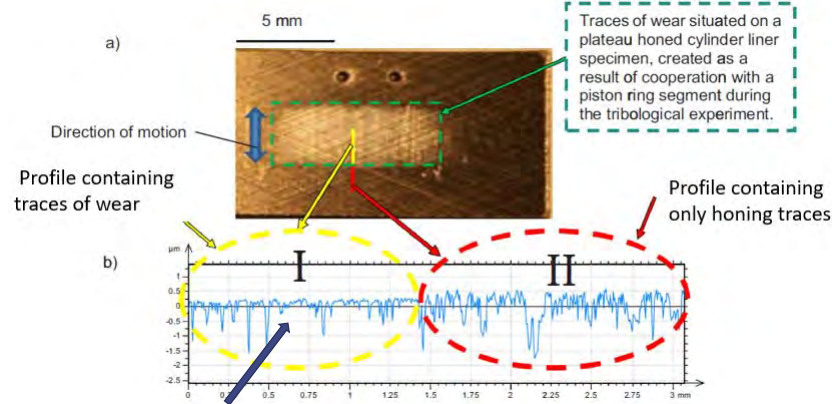 5 mm
a)
Traces of wear situated on a
plateau honed cylinder liner
specimen, created as a
result of cooperation with a
piston ring segment during
the tribological experiment.
Direction of motion
Profile containing
traces of wear
Profile containing
only honing traces
b)
µm
I
II
1
0.5
0
-0.5
-1
-1.5
-2
-2.5
0 0.25 0.5 0.75 1 1.25 1.5 1.75 2 2.25 2.5 2.75 3 mm